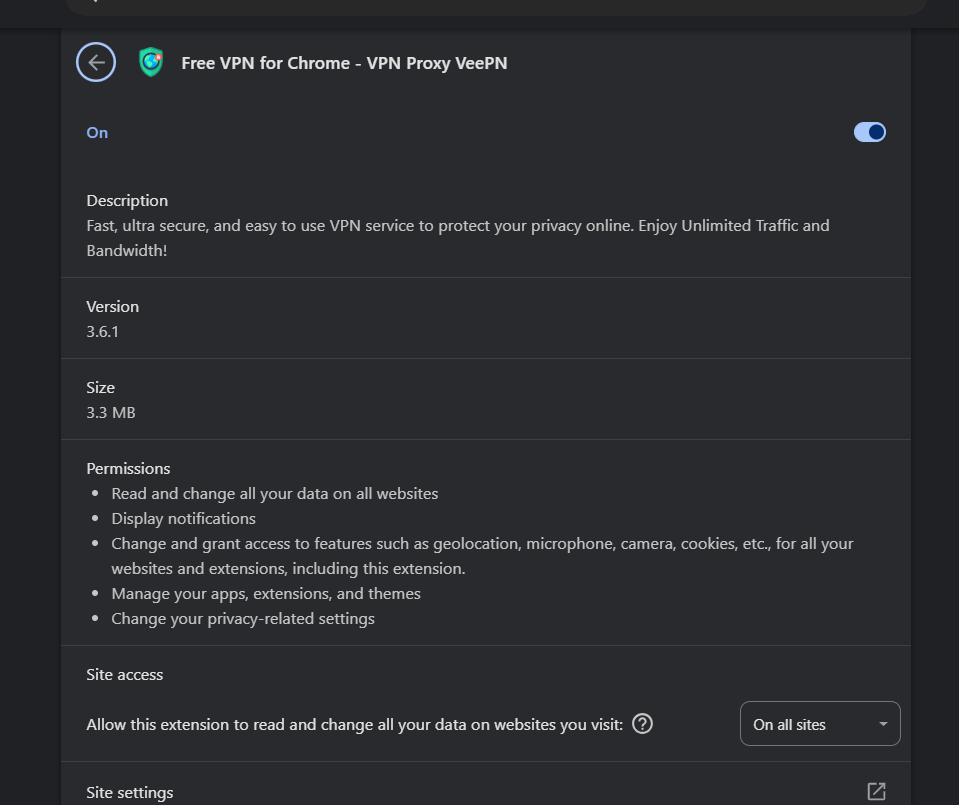 Free VPN for Chrome - VPN Proxy VeePN
On
Description
Fast, ultra secure, and easy to use VPN service to protect your privacy online. Enjoy Unlimited Traffic and
Bandwidth!
Version
3.6.1
Size
3.3 MB
Permissions
• Read and change all your data on all websites
• Display notifications
• Change and grant access to features such as geolocation, microphone, camera, cookies, etc., for all your
websites and extensions, including this extension.
• Manage your apps, extensions, and themes
• Change your privacy-related settings
Site access
Allow this extension to read and change all your data on websites you visit: ? On all sites
Site settings